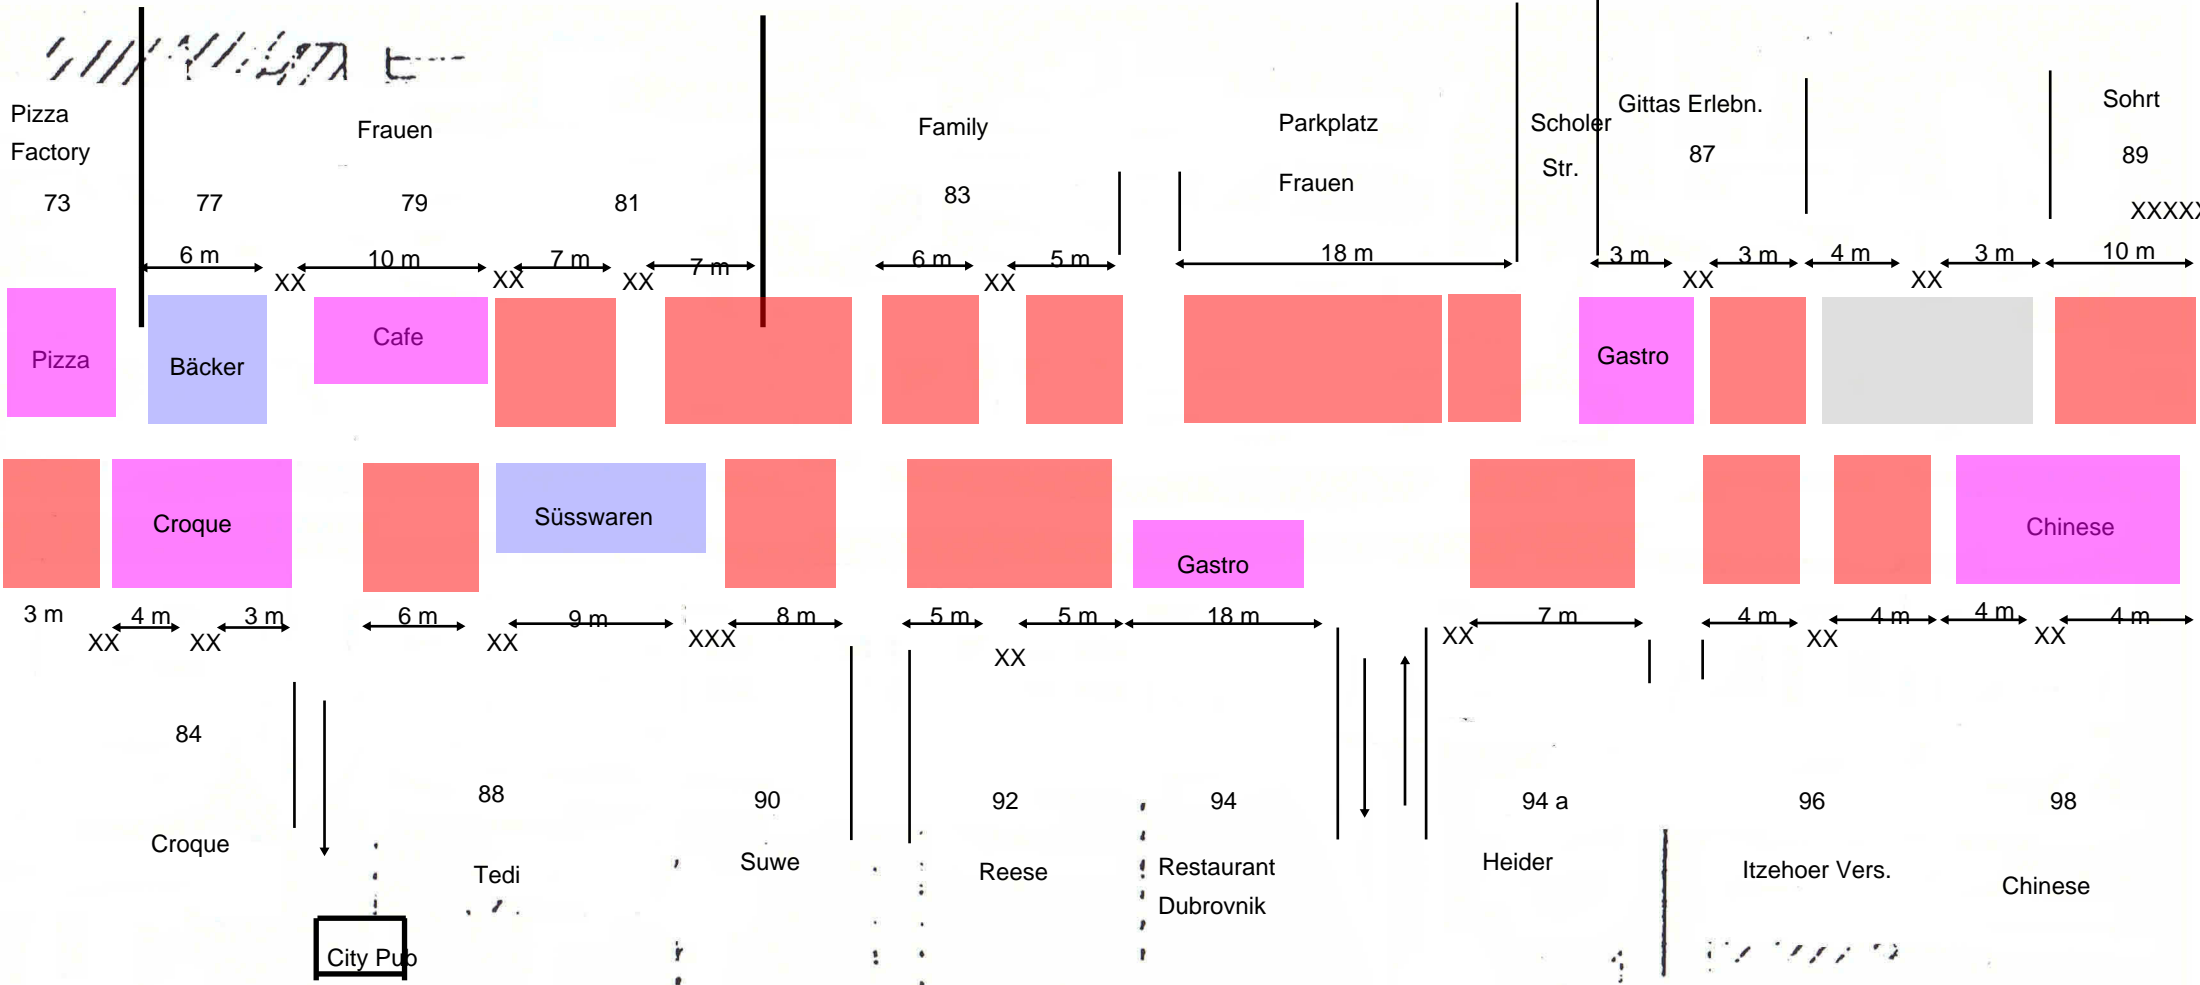 Pizza
Factory
73
Frauen
77
79
81
Family
83
Parkplatz
Frauen
Scholer
Str.
Gittas Erlebn.
87
Sohrt
89
XXXXX
6 m
XX
10 m
XX
7 m
XX
7 m
6 m
XX
5 m
18 m
3 m
XX
3 m
4 m
XX
3 m
10 m
Pizza
Bäcker
Cafe
Gastro
Croque
Süsswaren
Gastro
Chinese
3 m
XX
4 m
XX
3 m
6 m
XX
9 m
XXX
8 m
5 m
XX
5 m
18 m
XX
7 m
4 m
XX
4 m
4 m
XX
4 m
84
Croque
88
Tedi
City Pub
90
Suwe
92
Reese
94
Restaurant
Dubrovnik
94 a
Heider
96
Itzehoer Vers.
98
Chinese